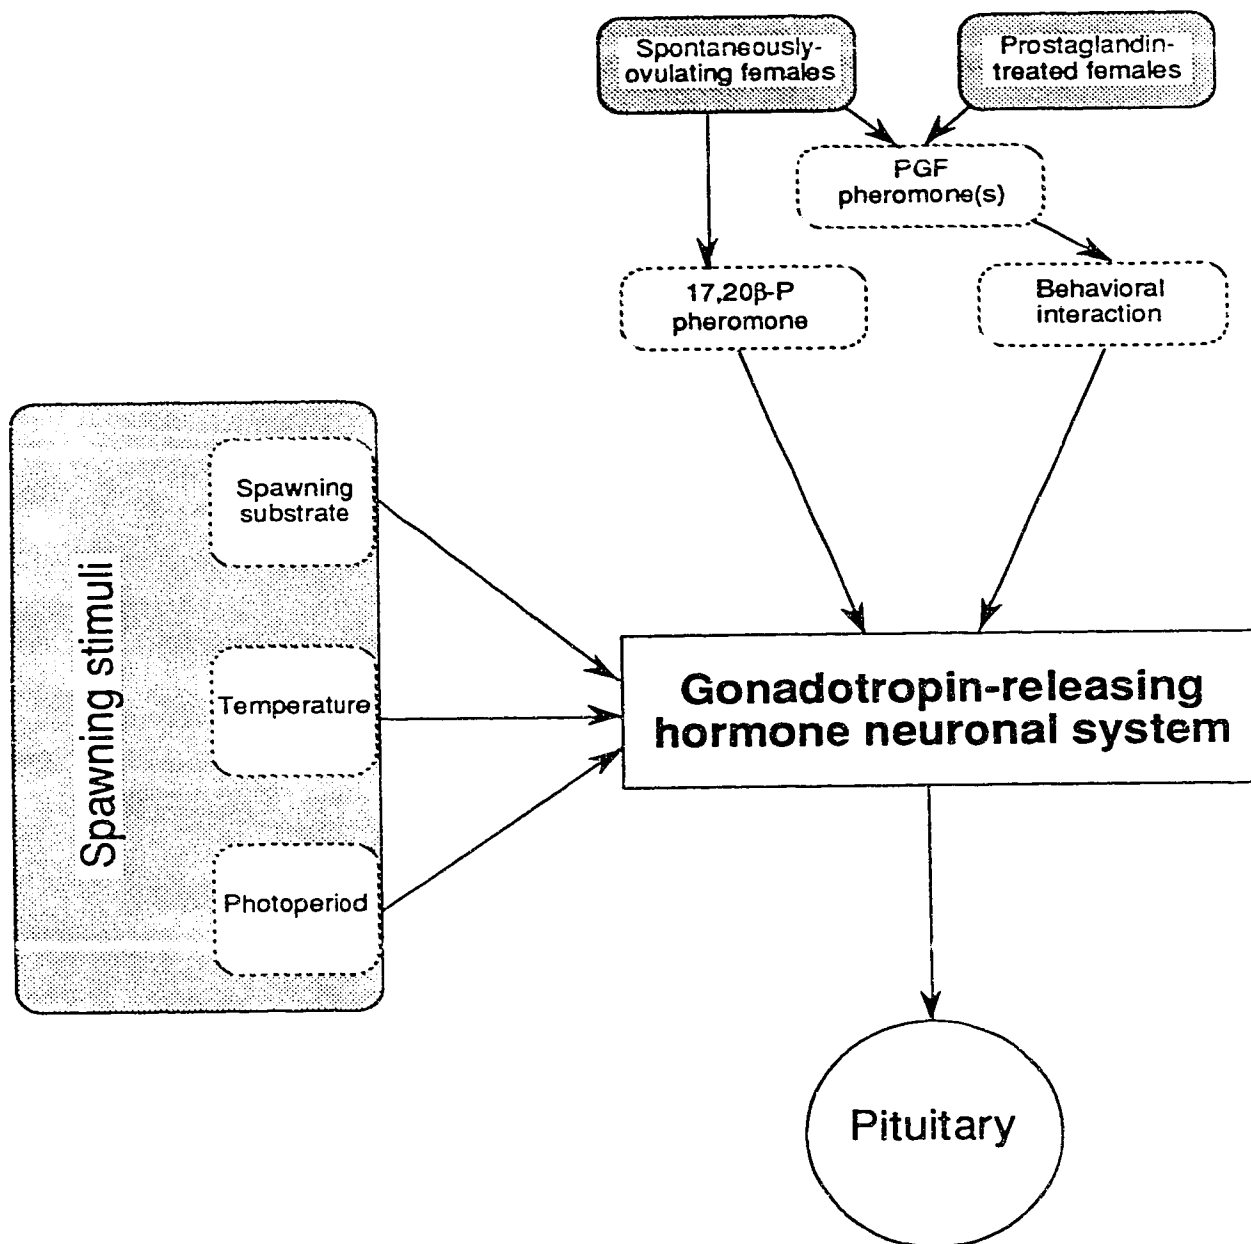 Spontaneously-
ovulating females
Prostaglandin-
treated females
PGF
pheromone(s)
17,20β-P
pheromone
Behavioral
interaction
Spawning stimuli
Spawning
substrate
Temperature
Photoperiod
Gonadotropin-releasing
hormone neuronal system
Pituitary